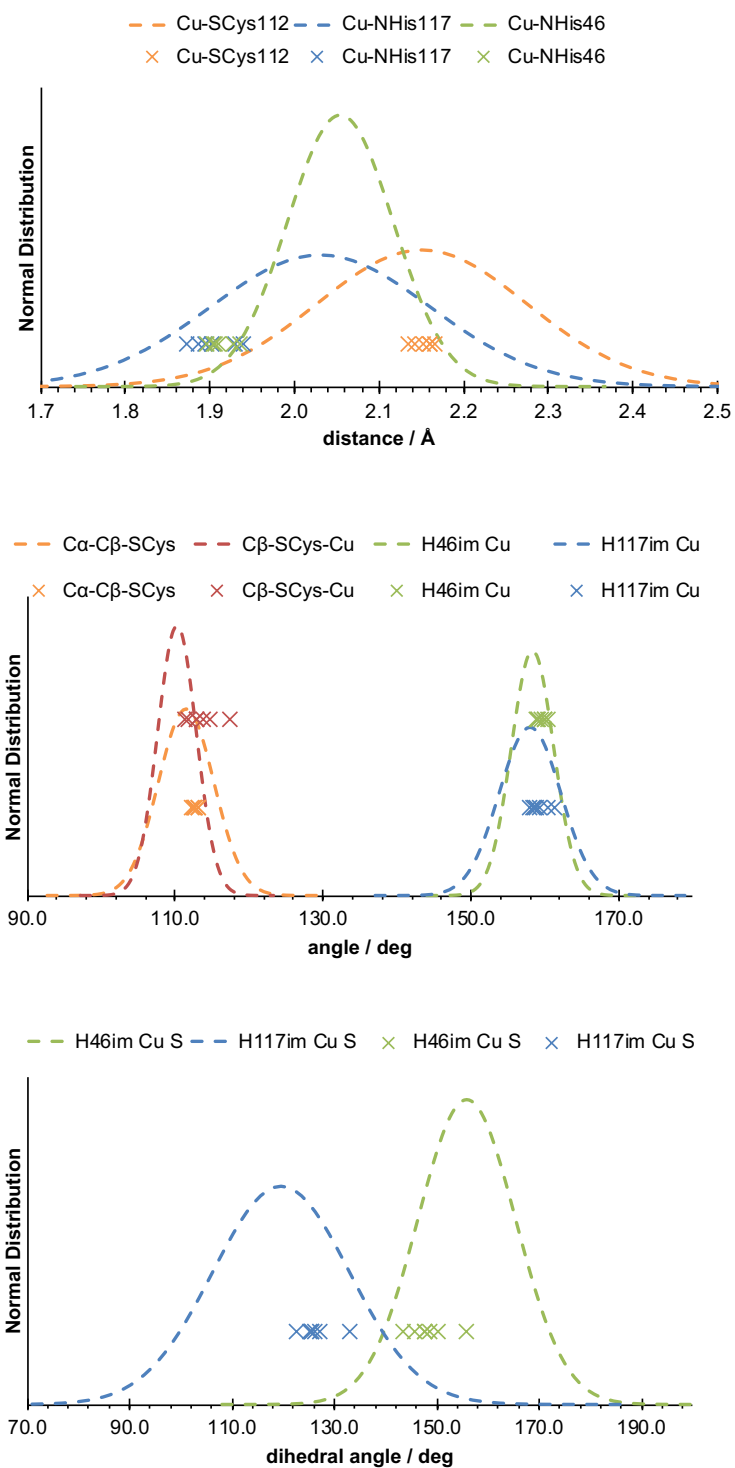 Cu-SCys112 Cu-NHis117 Cu-NHis46
Cu-SCys112 Cu-NHis117 Cu-NHis46
Normal Distribution
1.7 1.8 1.9 2.0 2.1 2.2 2.3 2.4 2.5
distance / Å
Cα-Cβ-SCys Cβ-SCys-Cu H46im Cu H117im Cu
Cα-Cβ-SCys Cβ-SCys-Cu H46im Cu H117im Cu
Normal Distribution
90.0 110.0 130.0 150.0 170.0
angle / deg
H46im Cu S H117im Cu S H46im Cu S H117im Cu S
Normal Distribution
70.0 90.0 110.0 130.0 150.0 170.0 190.0
dihedral angle / deg